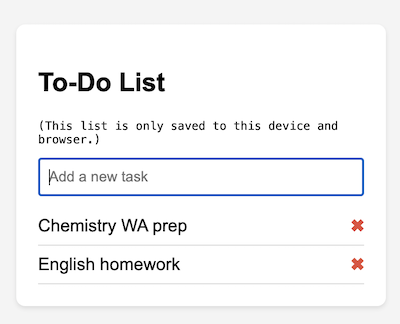 To-Do List
(This list is only saved to this device and
browser.)
Add a new task
Chemistry WA prep
English homework